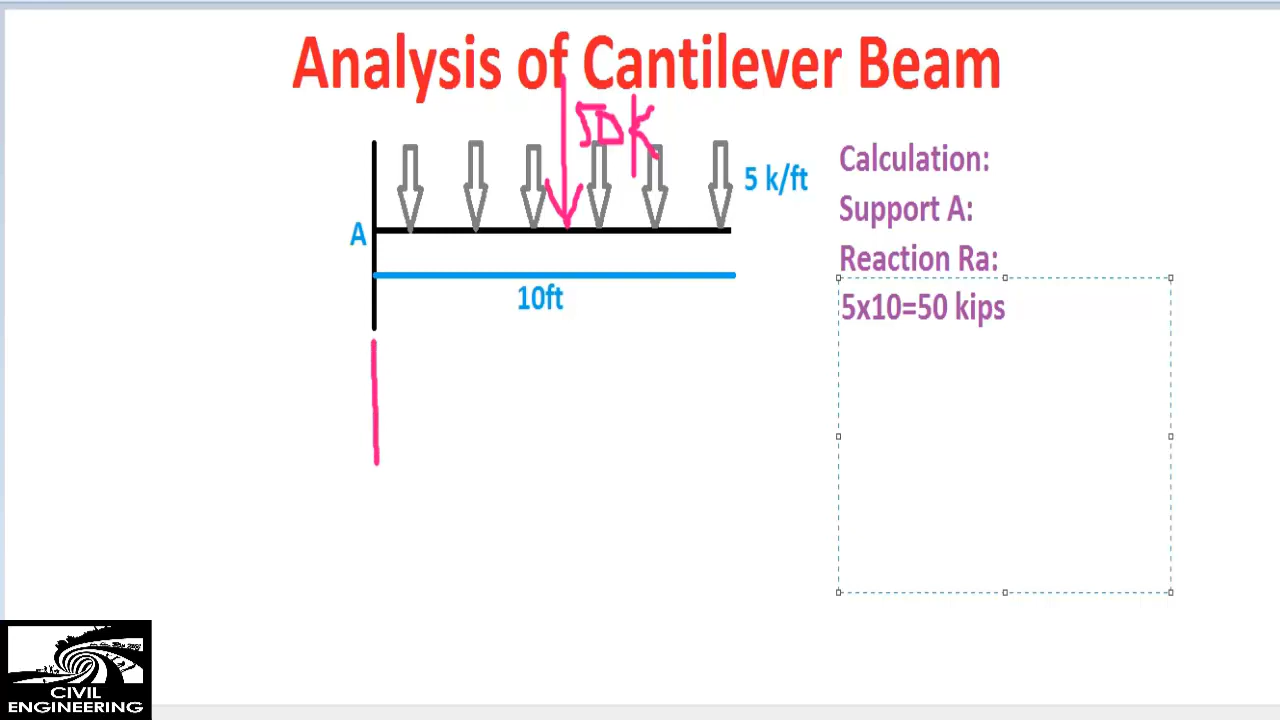 Analysis of Cantilever Beam
50K
5 k/ft
A
10ft
Calculation:
Support A:
Reaction Ra:
5x10=50 kips
CIVIL
ENGINEERING